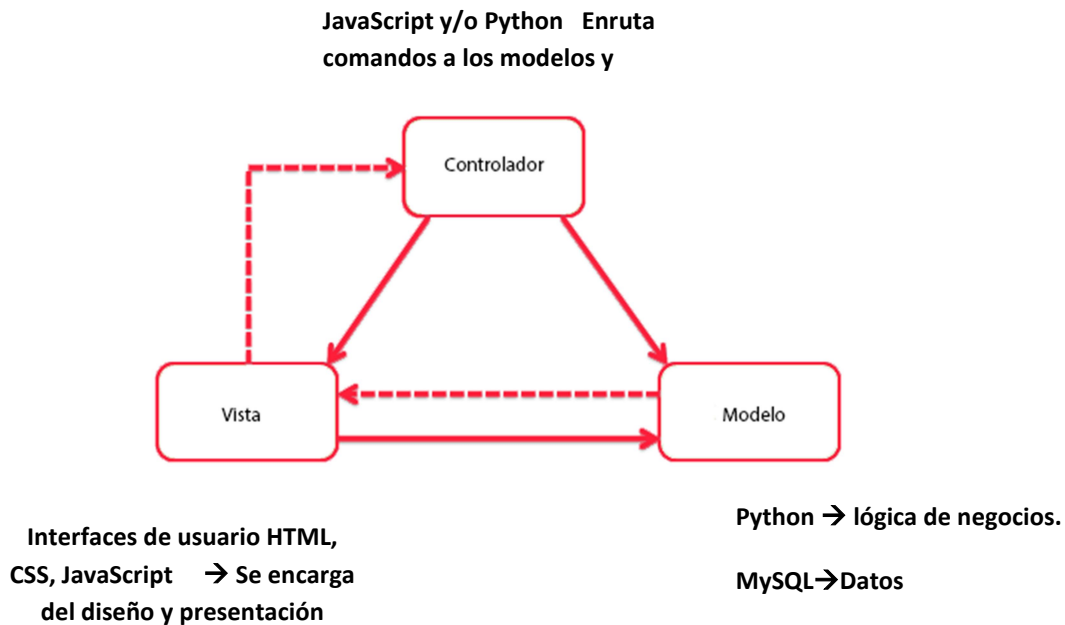 JavaScript y/o Python Enruta
comandos a los modelos y
Controlador
Vista
Modelo
Interfaces de usuario HTML,
CSS, JavaScript → Se encarga
del diseño y presentación
Python → lógica de negocios.
MySQL→Datos